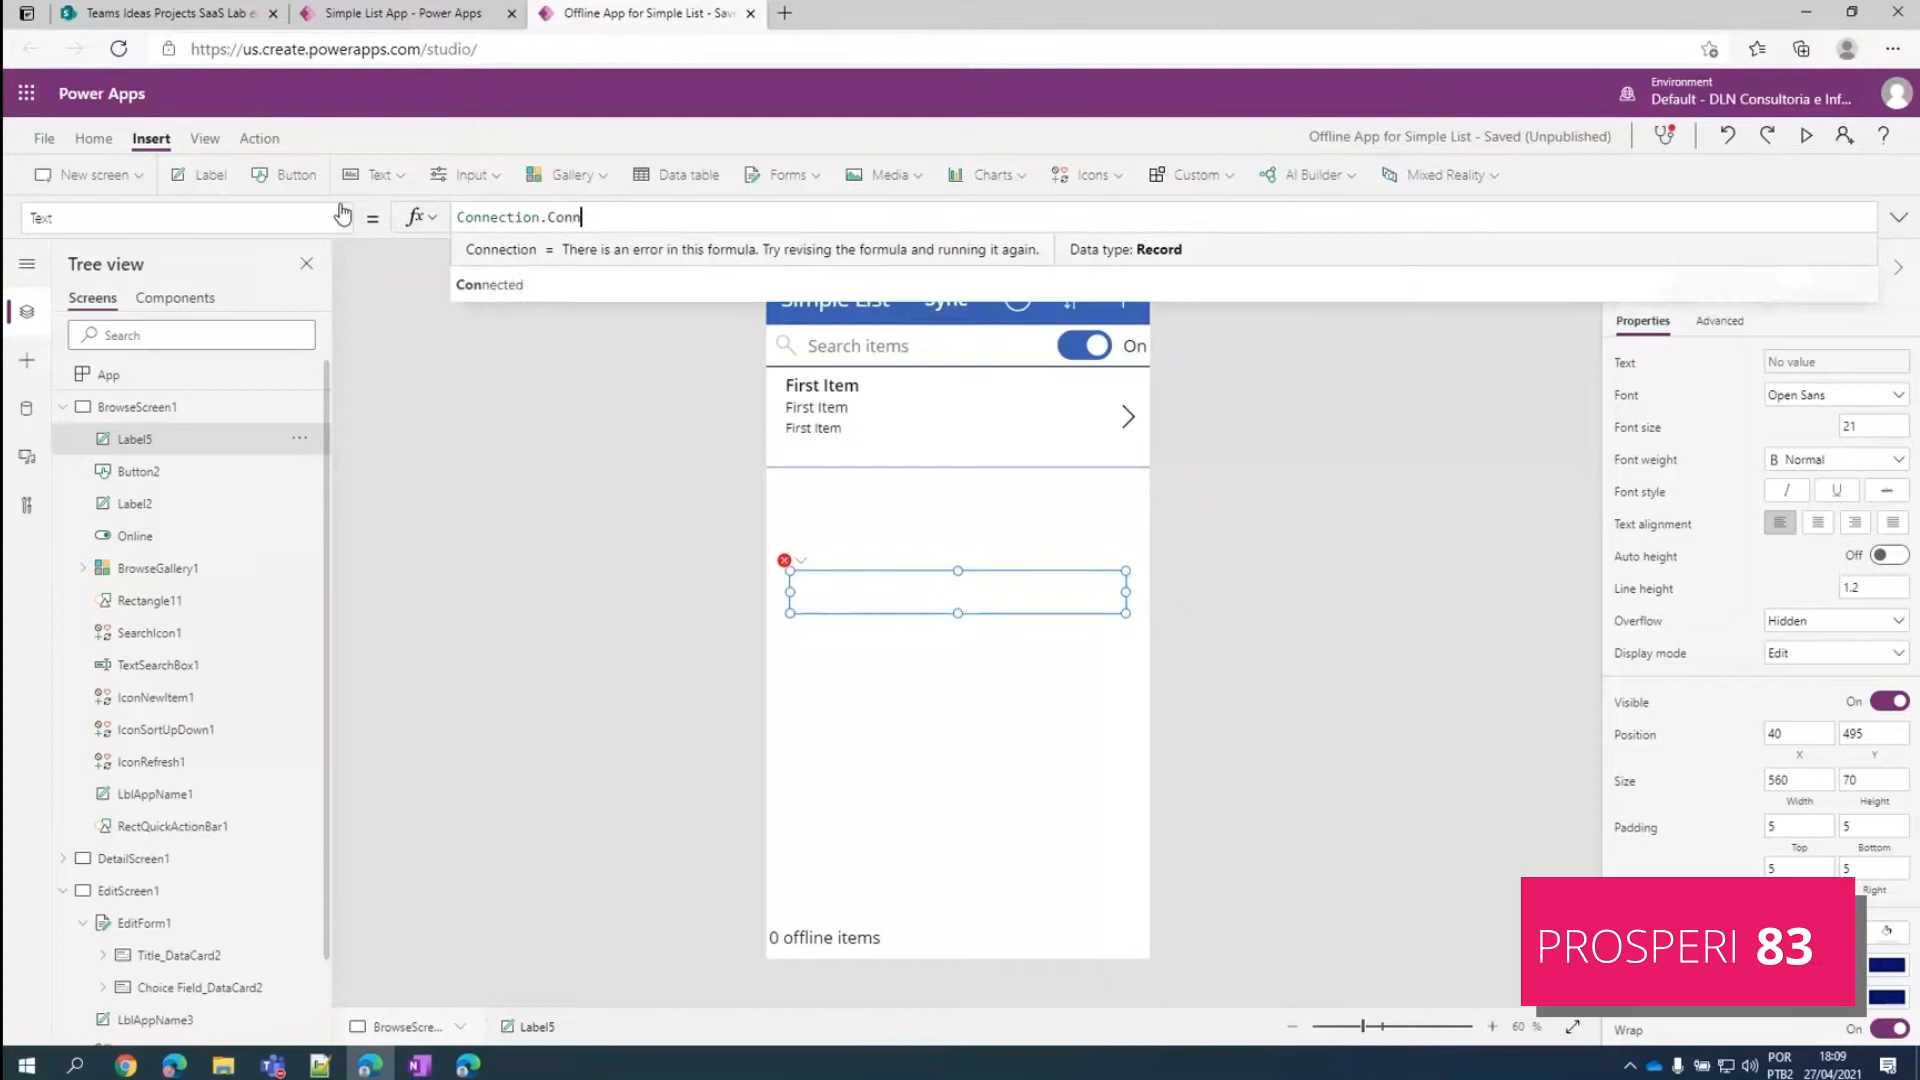 Teams Ideas Projects SaaS Lab e
Simple List App - Power Apps
Offline App for Simple List - Sav
https://us.create.powerapps.com/studio/
Power Apps
Environment
Default - DLN Consultoria e Inf...
File Home Insert View Action
Offline App for Simple List - Saved (Unpublished)
New screen Label Button Text Input Gallery Data table Forms Media Charts Icons Custom AI Builder Mixed Reality
Text = fx Connection.Conn
Connection = There is an error in this formula. Try revising the formula and running it again. Data type: Record
Connected
Tree view
Screens Components
Search
App
BrowseScreen1
Label5
Button2
Label2
Online
BrowseGallery1
Rectangle11
SearchIcon1
TextSearchBox1
IconNewItem1
IconSortUpDown1
IconRefresh1
LblAppName1
RectQuickActionBar1
DetailScreen1
EditScreen1
EditForm1
Title_DataCard2
Choice Field_DataCard2
LblAppName3
Simple List Sync
Search items On
First Item
First Item
First Item
0 offline items
BrowseScre... Label5
60 %
Properties Advanced
Text No value
Font Open Sans
Font size 21
Font weight B Normal
Font style
Text alignment
Auto height Off
Line height 1.2
Overflow Hidden
Display mode Edit
Visible On
Position 40 495
X Y
Size 560 70
Width Height
Padding 5 5
Top Bottom
5 5
Right
Wrap On
PROSPERI 83
POR
PTB2
18:09
27/04/2021